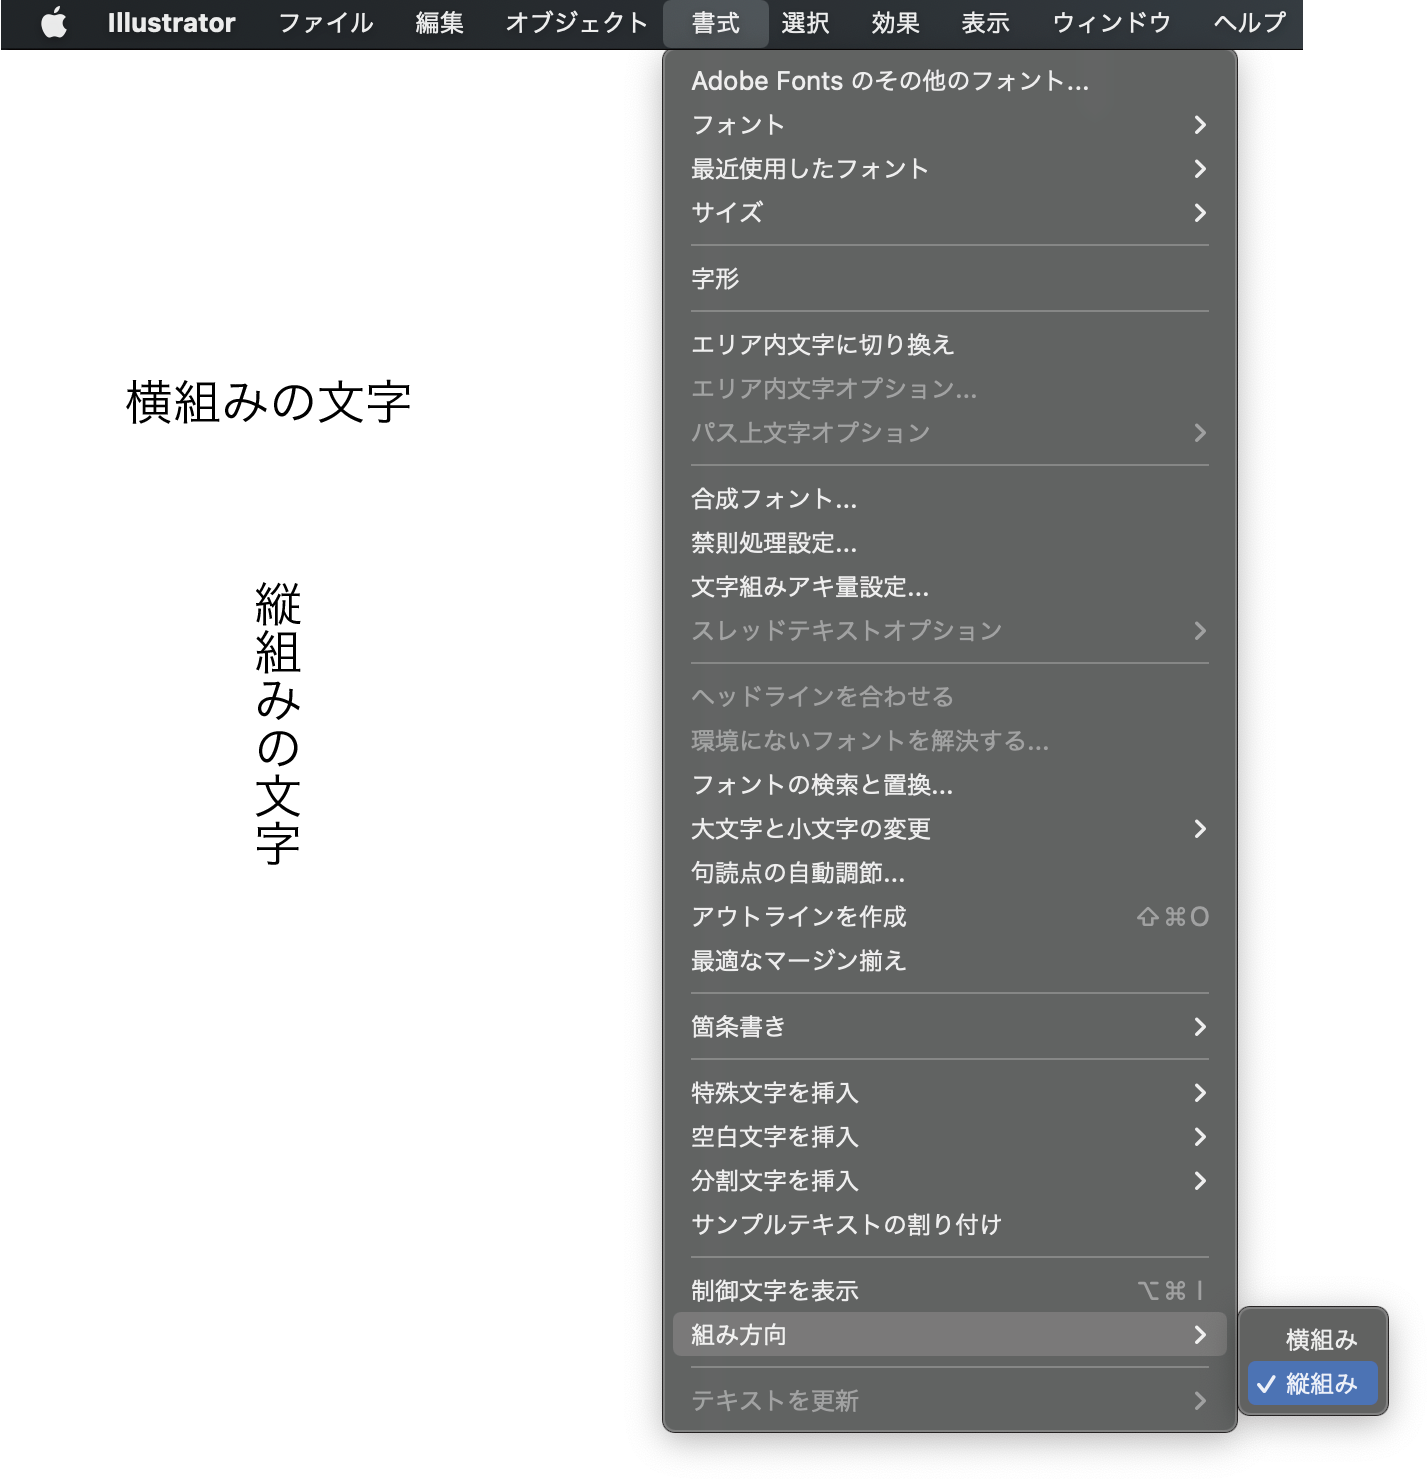 Illustrator ファイル 編集 オブジェクト 書式 選択 効果 表示 ウィンドウ ヘルプ
横組みの文字
縦組みの文字
Adobe Fonts のその他のフォント...
フォント
最近使用したフォント
サイズ
字形
エリア内文字に切り換え
エリア内文字オプション...
パス上文字オプション
合成フォント...
禁則処理設定...
文字組みアキ量設定...
スレッドテキストオプション
ヘッドラインを合わせる
環境にないフォントを解決する...
フォントの検索と置換...
大文字と小文字の変更
句読点の自動調節...
アウトラインを作成 ⇧⌘O
最適なマージン揃え
箇条書き
特殊文字を挿入
空白文字を挿入
分割文字を挿入
サンプルテキストの割り付け
制御文字を表示 ⌥⌘I
組み方向
テキストを更新
横組み
✓ 縦組み